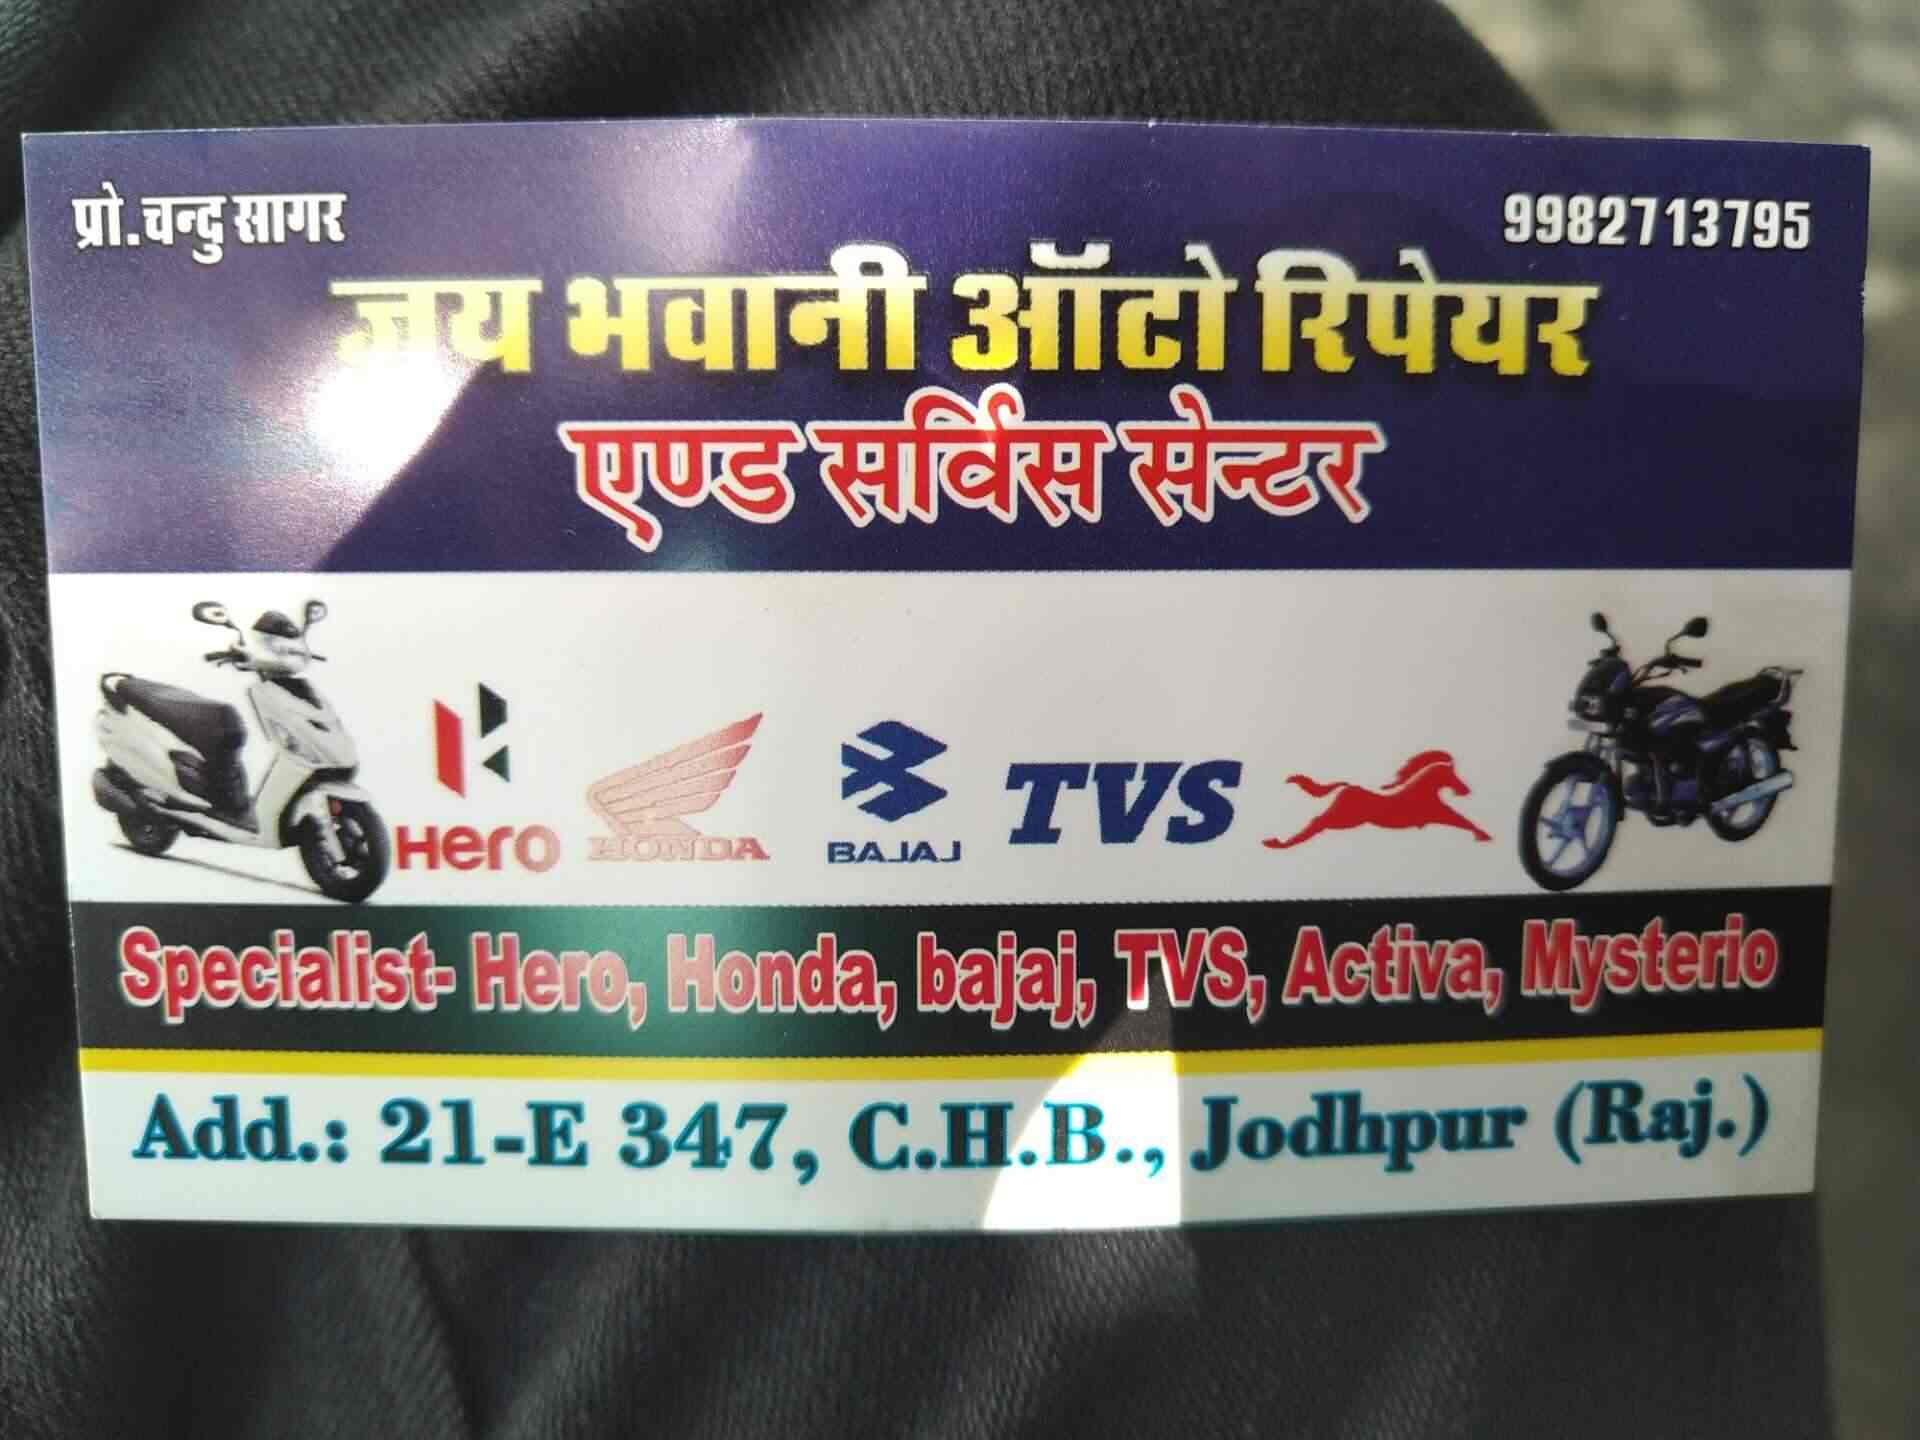 प्रो.चन्दु सागर
9982713795
जय भवानी ऑटो रिपेयर
एण्ड सर्विस सेन्टर
Hero
HONDA
BAJAJ
TVS
Specialist- Hero, Honda, bajaj, TVS, Activa, Mysterio
Add.: 21-E 347, C.H.B., Jodhpur (Raj.)